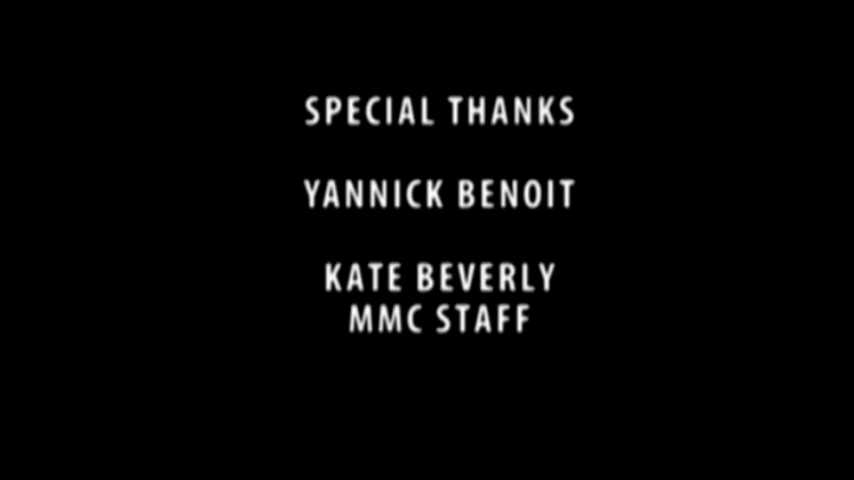 SPECIAL THANKS
YANNICK BENOIT
KATE BEVERLY
MMC STAFF